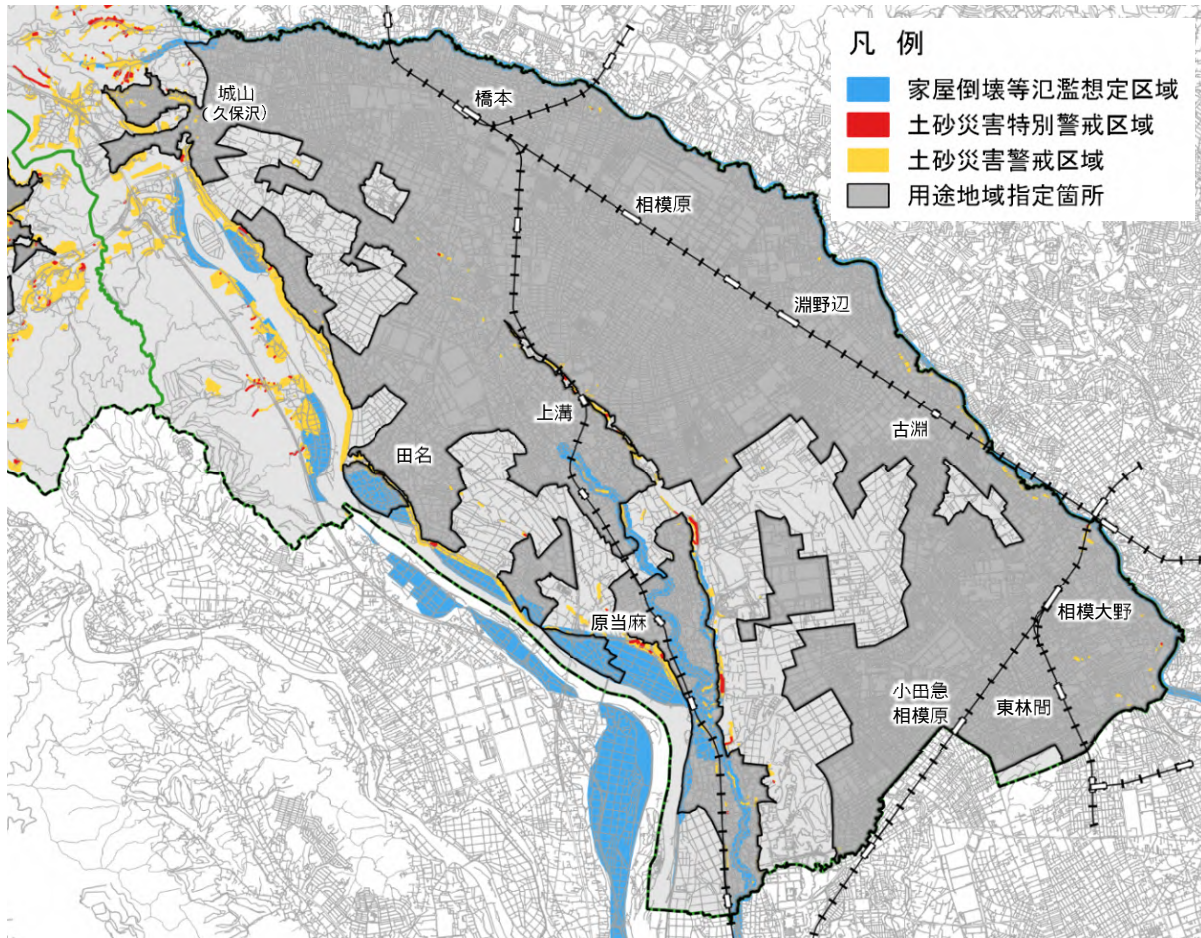 凡 例
家屋倒壊等氾濫想定区域
土砂災害特別警戒区域
土砂災害警戒区域
用途地域指定箇所
城山
(久保沢)
橋本
相模原
淵野辺
上溝
古淵
田名
原当麻
相模大野
小田急
相模原
東林間